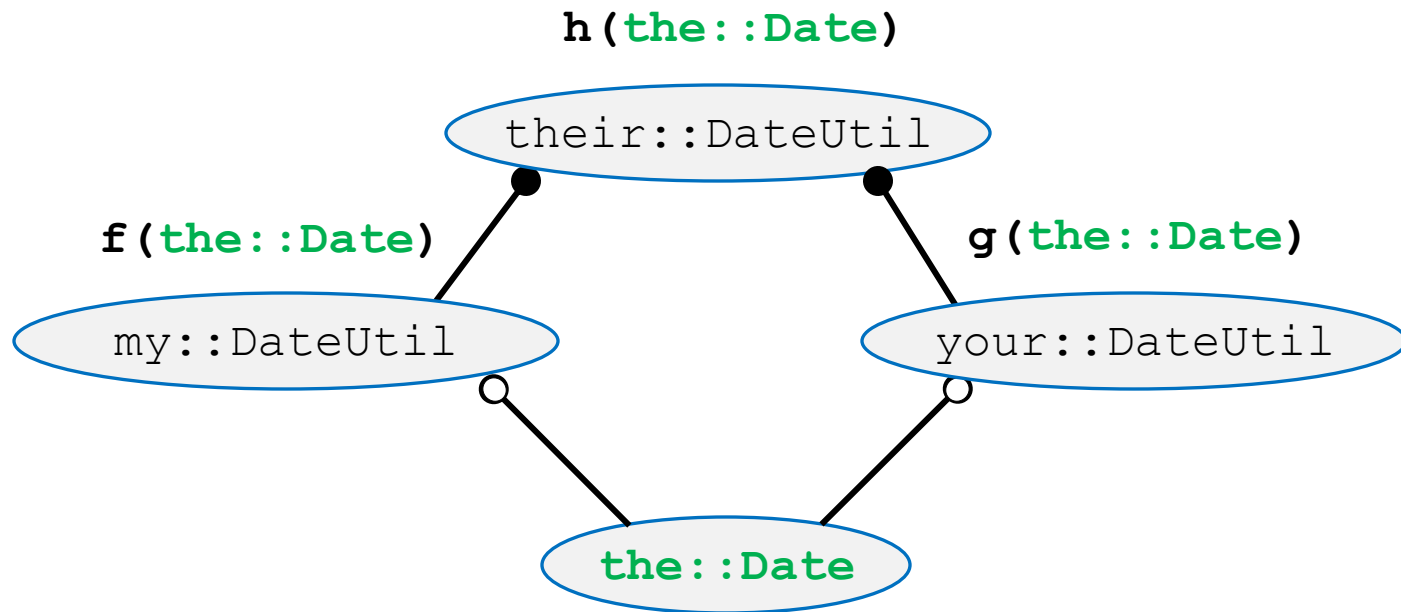 h(the::Date)
their::DateUtil
f(the::Date)
g(the::Date)
my::DateUtil
your::DateUtil
the::Date